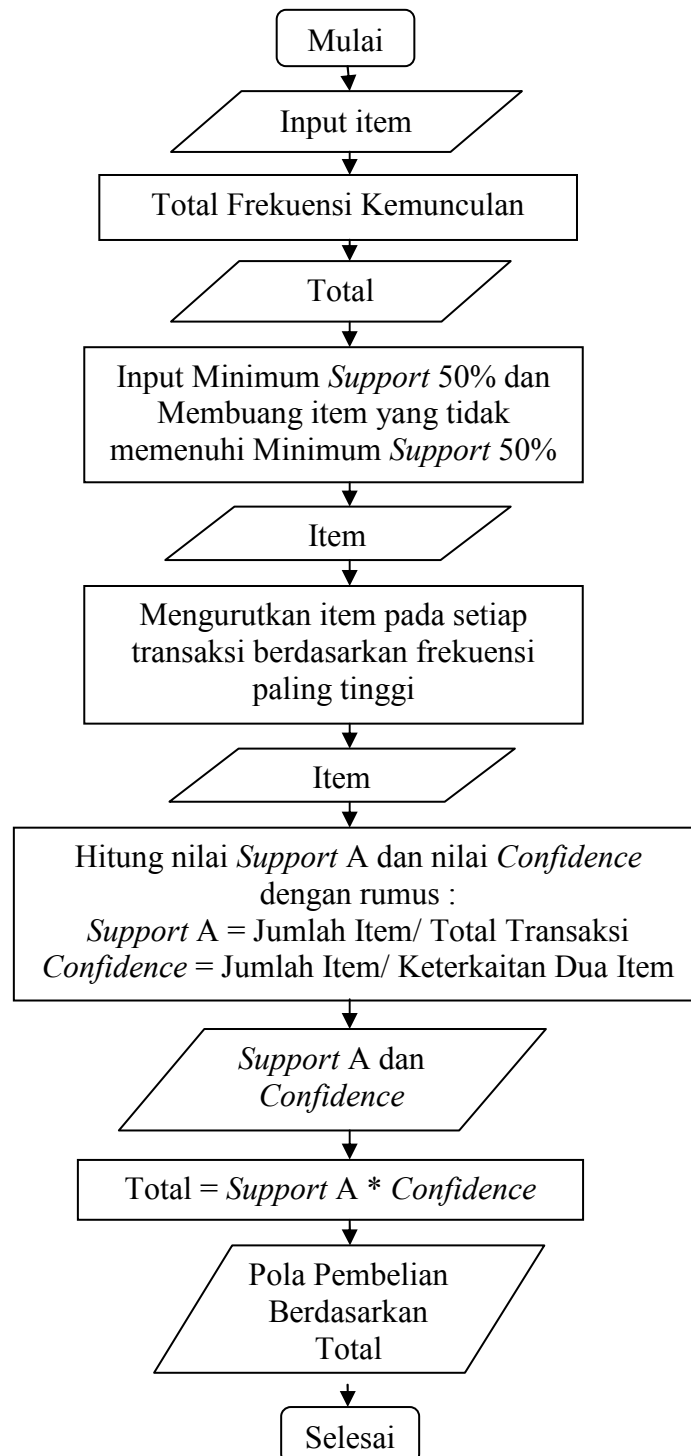 Mulai
Input item
Total Frekuensi Kemunculan
Total
Input Minimum Support 50% dan
Membuang item yang tidak
memenuhi Minimum Support 50%
Item
Mengurutkan item pada setiap
transaksi berdasarkan frekuensi
paling tinggi
Item
Hitung nilai Support A dan nilai Confidence
dengan rumus :
Support A = Jumlah Item/ Total Transaksi
Confidence = Jumlah Item/ Keterkaitan Dua Item
Support A dan
Confidence
Total = Support A * Confidence
Pola Pembelian
Berdasarkan
Total
Selesai